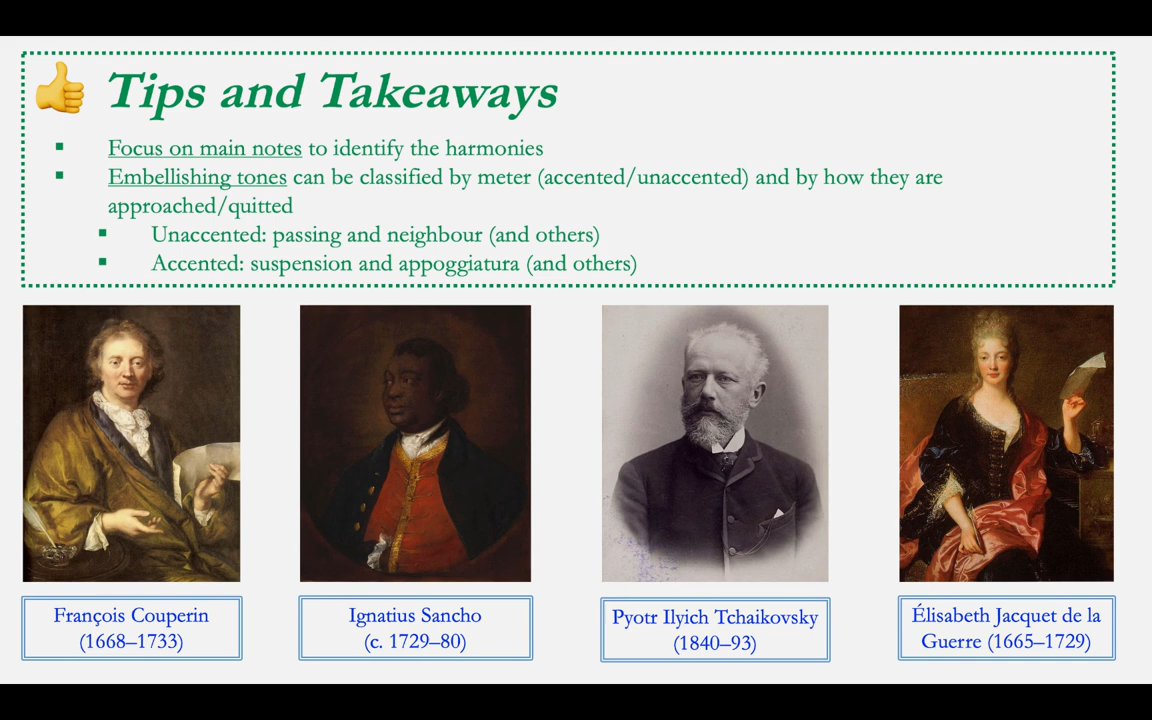 Tips and Takeaways
Focus on main notes to identify the harmonies
Embellishing tones can be classified by meter (accented/unaccented) and by how they are
approached/quitted
Unaccented: passing and neighbour (and others)
Accented: suspension and appoggiatura (and others)
François Couperin
(1668–1733)
Ignatius Sancho
(c. 1729–80)
Pyotr Ilyich Tchaikovsky
(1840–93)
Élisabeth Jacquet de la
Guerre (1665–1729)